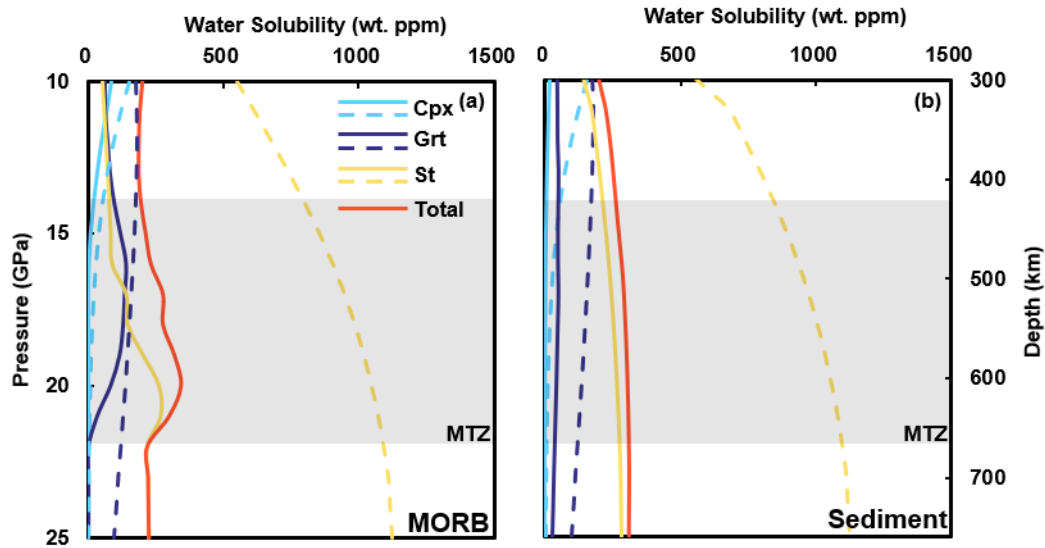 Water Solubility (wt. ppm)
0 500 1000 1500
10
15
20
25
Pressure (GPa)
Cpx
Grt
St
Total
(a)
MTZ
MORB
Water Solubility (wt. ppm)
0 500 1000 1500
(b)
MTZ
Sediment
300
400
500
600
700
Depth (km)